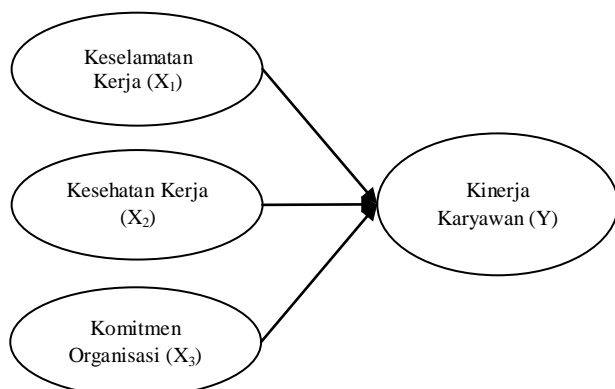 Keselamatan
Kerja (X₁)
Kesehatan Kerja
(X₂)
Kinerja
Karyawan (Y)
Komitmen
Organisasi (X₃)